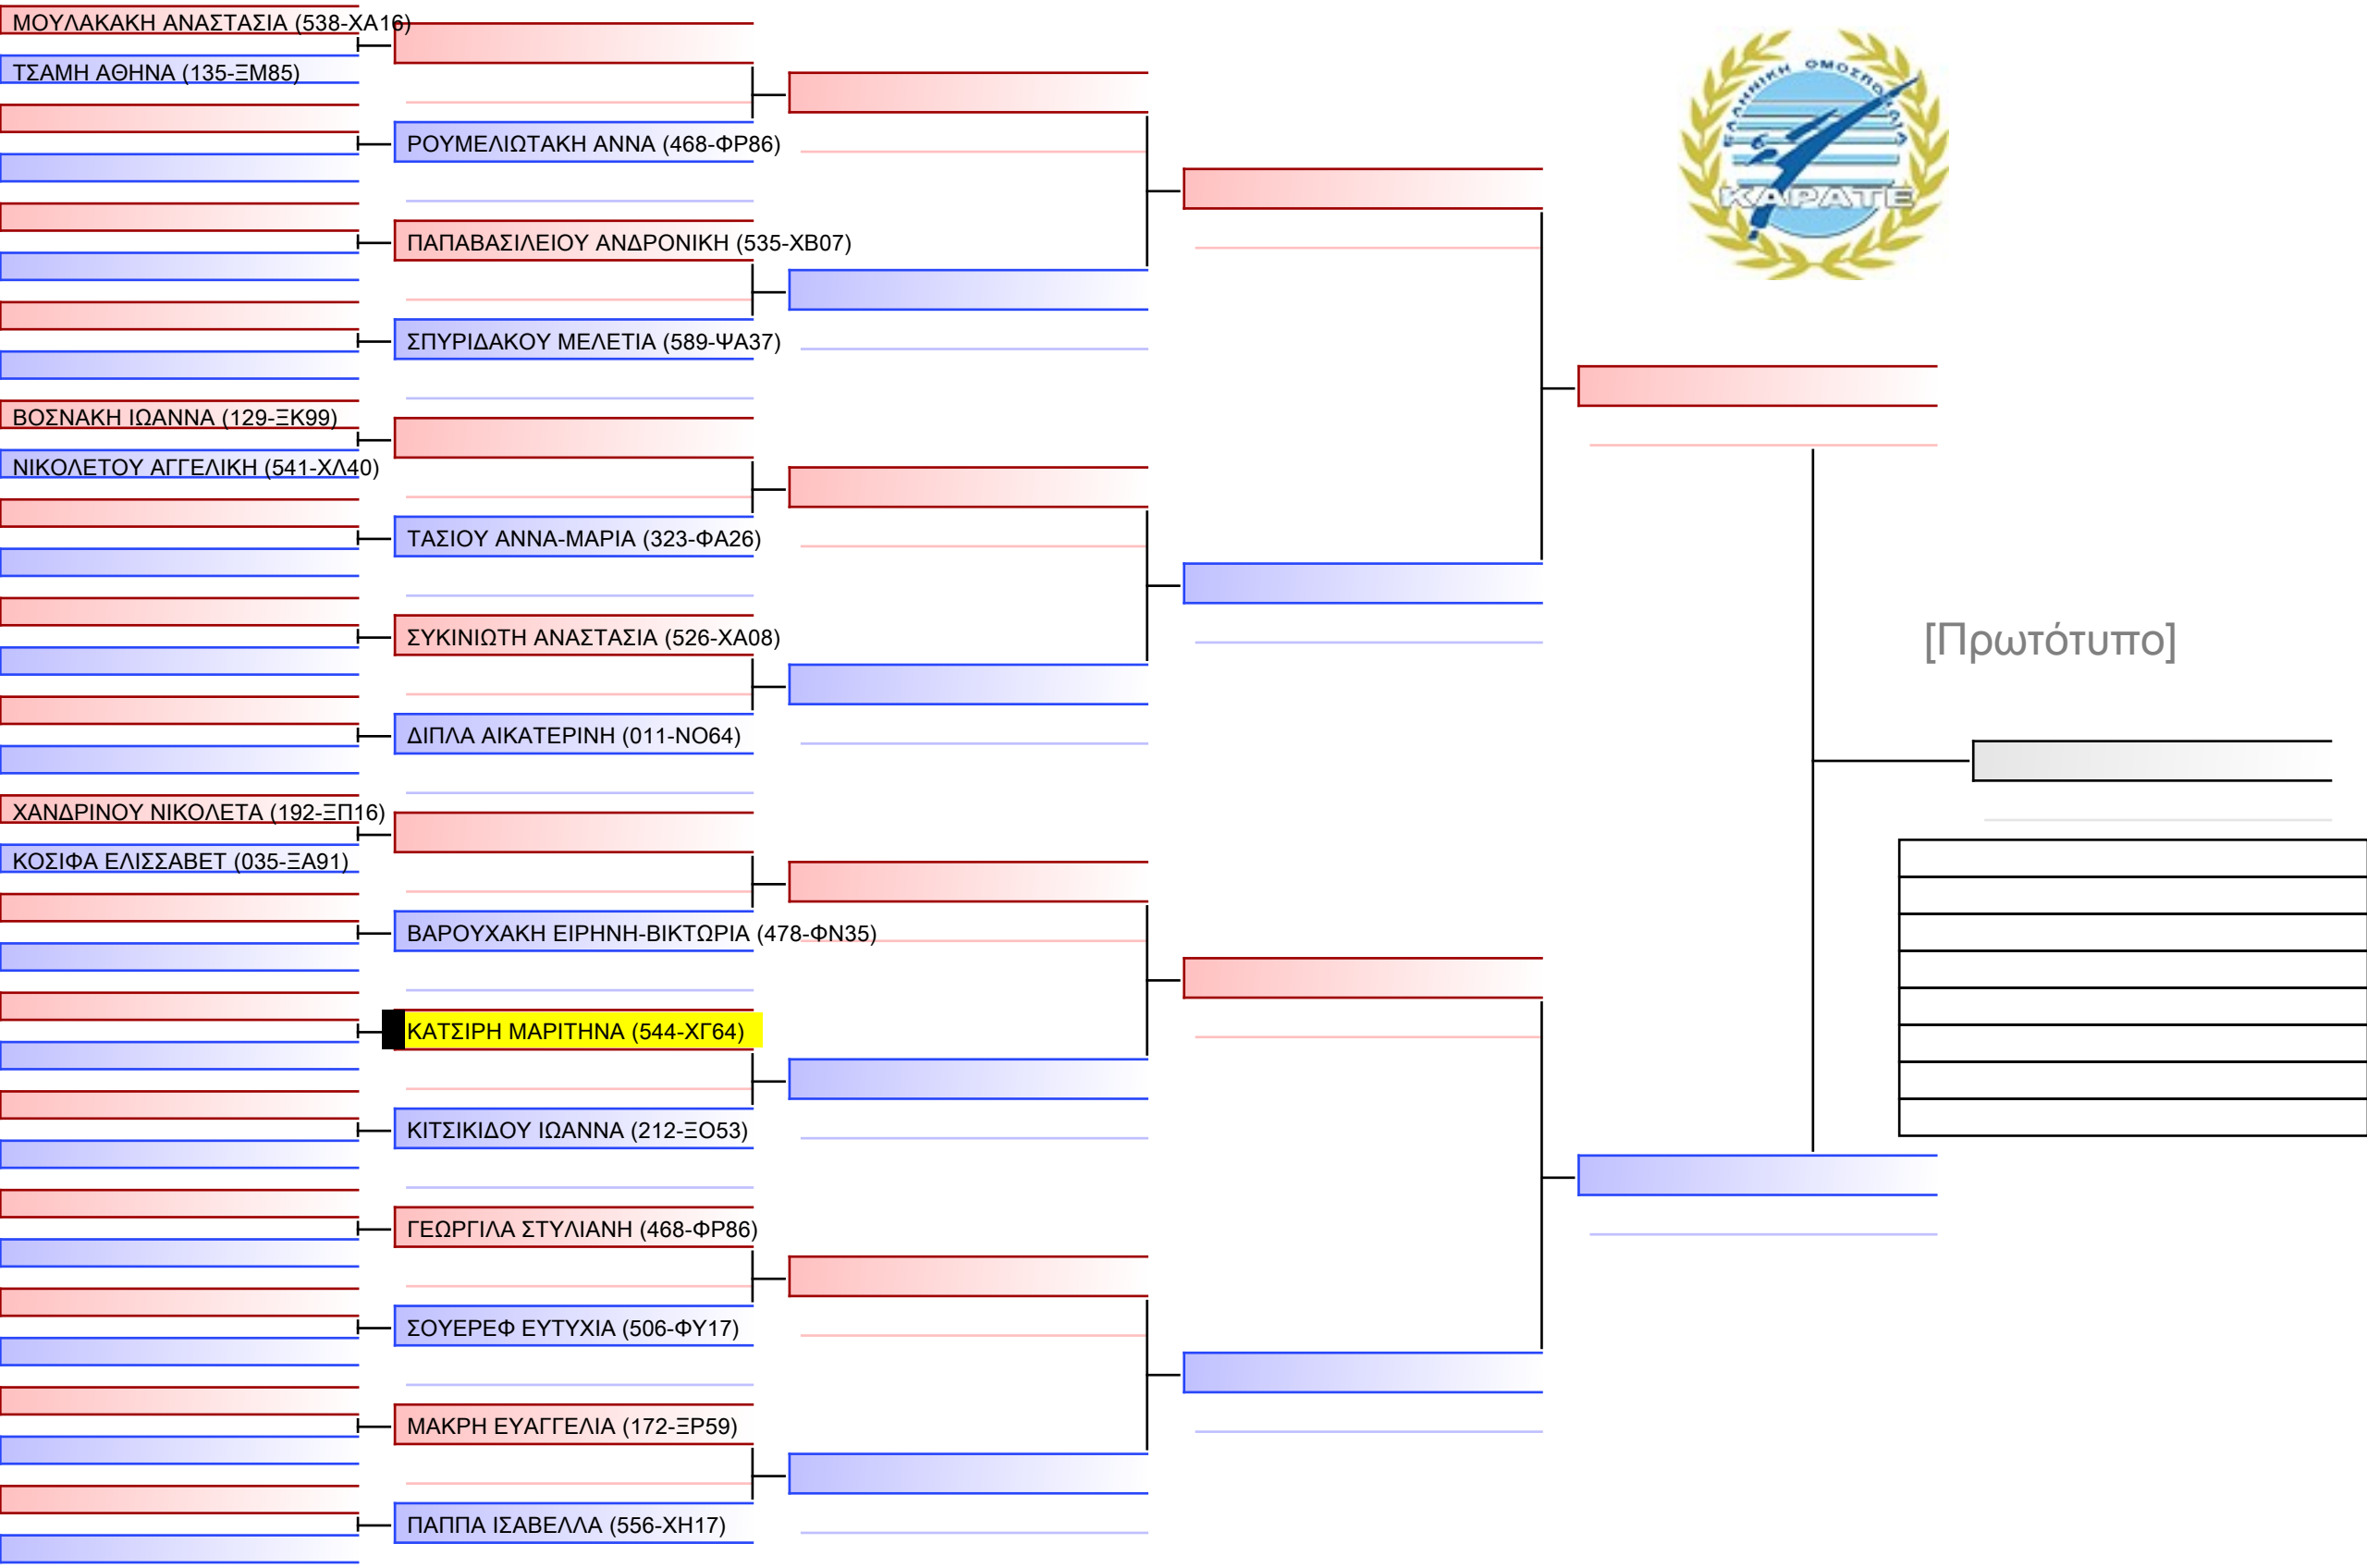 ΜΟΥΛΑΚΑΚΗ ΑΝΑΣΤΑΣΙΑ (538-ΧΑ16)
ΤΣΑΜΗ ΑΘΗΝΑ (135-ΞΜ85)
ΡΟΥΜΕΛΙΩΤΑΚΗ ΑΝΝΑ (468-ΦΡ86)
ΠΑΠΑΒΑΣΙΛΕΙΟΥ ΑΝΔΡΟΝΙΚΗ (535-ΧΒ07)
ΣΠΥΡΙΔΑΚΟΥ ΜΕΛΕΤΙΑ (589-ΨΑ37)
ΒΟΣΝΑΚΗ ΙΩΑΝΝΑ (129-ΞΚ99)
ΝΙΚΟΛΕΤΟΥ ΑΓΓΕΛΙΚΗ (541-ΧΛ40)
ΤΑΣΙΟΥ ΑΝΝΑ-ΜΑΡΙΑ (323-ΦΑ26)
ΣΥΚΙΝΙΩΤΗ ΑΝΑΣΤΑΣΙΑ (526-ΧΑ08)
ΔΙΠΛΑ ΑΙΚΑΤΕΡΙΝΗ (011-ΝΟ64)
ΧΑΝΔΡΙΝΟΥ ΝΙΚΟΛΕΤΑ (192-ΞΠ16)
ΚΟΣΙΦΑ ΕΛΙΣΣΑΒΕΤ (035-ΞΑ91)
ΒΑΡΟΥΧΑΚΗ ΕΙΡΗΝΗ-ΒΙΚΤΩΡΙΑ (478-ΦΝ35)
ΚΑΤΣΙΡΗ ΜΑΡΙΤΗΝΑ (544-ΧΓ64)
ΚΙΤΣΙΚΙΔΟΥ ΙΩΑΝΝΑ (212-ΞΟ53)
ΓΕΩΡΓΙΛΑ ΣΤΥΛΙΑΝΗ (468-ΦΡ86)
ΣΟΥΕΡΕΦ ΕΥΤΥΧΙΑ (506-ΦΥ17)
ΜΑΚΡΗ ΕΥΑΓΓΕΛΙΑ (172-ΞΡ59)
ΠΑΠΠΑ ΙΣΑΒΕΛΛΑ (556-ΧΗ17)
ΕΛΛΗΝΙΚΗ ΟΜΟΣΠΟΝΔΙΑ
ΚΑΡΑΤΕ
[Πρωτότυπο]